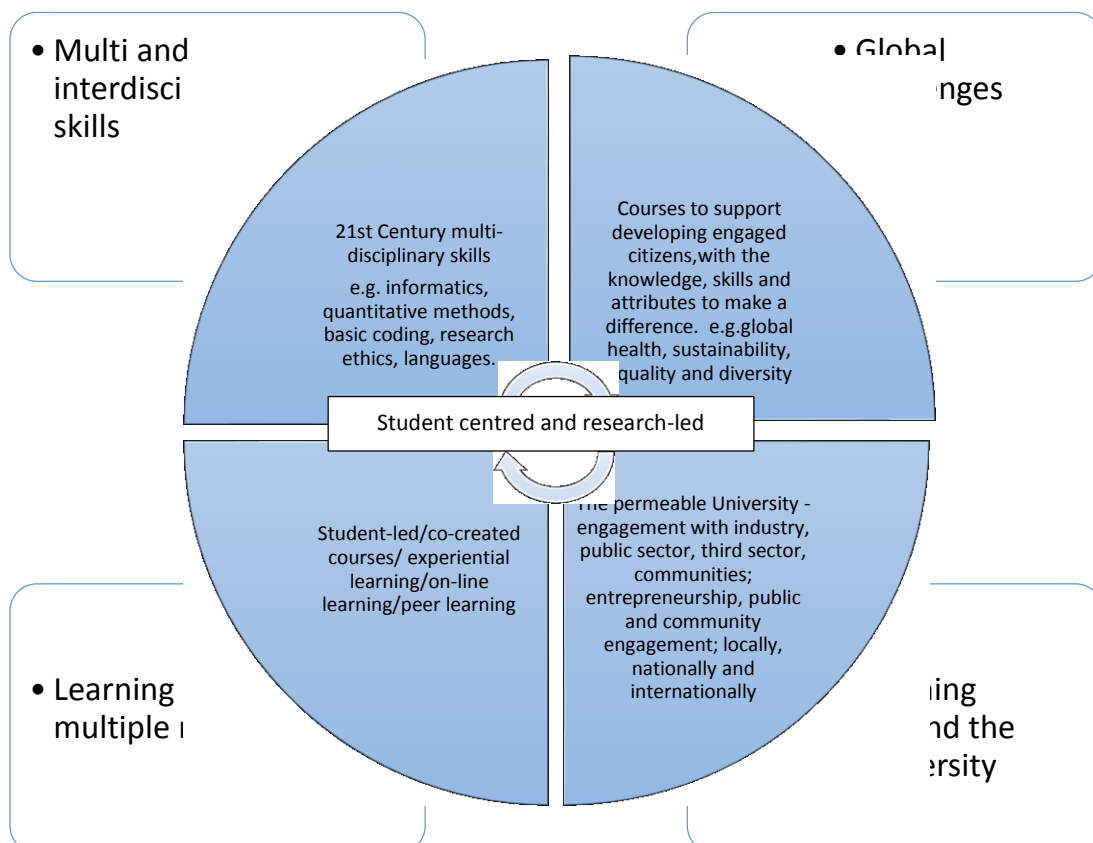 • Multi and
interdisci
skills
• Global
enges
21st Century multi-
disciplinary skills
e.g. informatics,
quantitative methods,
basic coding, research
ethics, languages.
Courses to support
developing engaged
citizens,with the
knowledge, skills and
attributes to make a
difference.  e.g.global
health, sustainability,
quality and diversity
Student centred and research-led
Student-led/co-created
courses/ experiential
learning/on-line
learning/peer learning
The permeable University -
engagement with industry,
public sector, third sector,
communities;
entrepreneurship, public
and community
engagement; locally,
nationally and
internationally
• Learning
multiple
ning
nd the
ersity